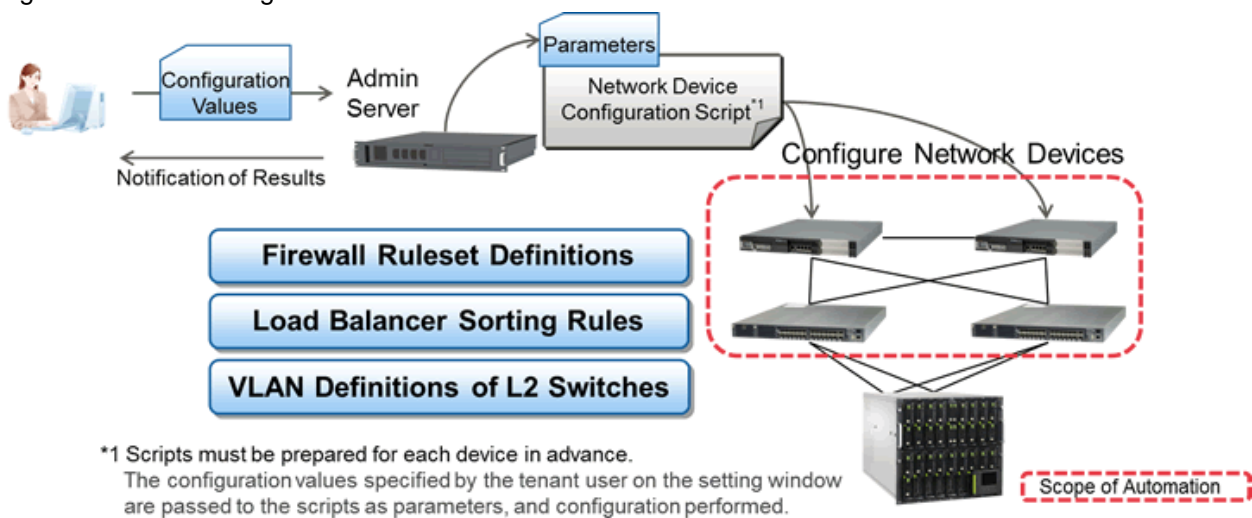 Parameters
Configuration
Values
Admin
Server
Network Device
Configuration Script*1
Notification of Results
Configure Network Devices
Firewall Ruleset Definitions
Load Balancer Sorting Rules
VLAN Definitions of L2 Switches
*1 Scripts must be prepared for each device in advance.
The configuration values specified by the tenant user on the setting window
are passed to the scripts as parameters, and configuration performed.
Scope of Automation